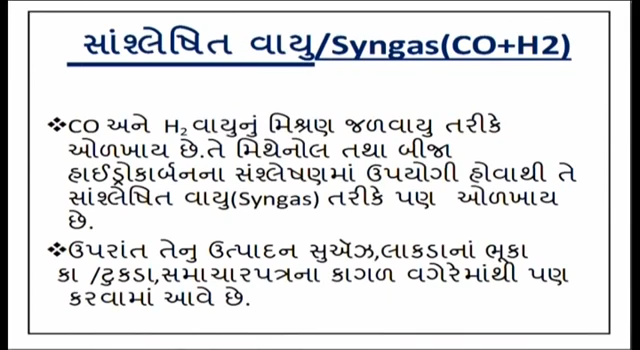 સાંશ્લેષિત વાયુ/Syngas(CO+H2)
❖CO અને H₂ વાયુનું મિશ્રણ જળવાયુ તરીકે
ઓળખાય છે.તે મિથેનોલ તથા બીજા
હાઈડ્રોકાર્બનના સંશ્લેષણમાં ઉપયોગી હોવાથી તે
સાંશ્લેષિત વાયુ(Syngas) તરીકે પણ ઓળખાય
છે.
❖ઉપરાંત તેનુ ઉત્પાદન સુએઝ,લાકડાનાં ભૂકા
કા /ટુકડા,સમાચારપત્રના કાગળ વગેરેમાંથી પણ
કરવામાં આવે છે.